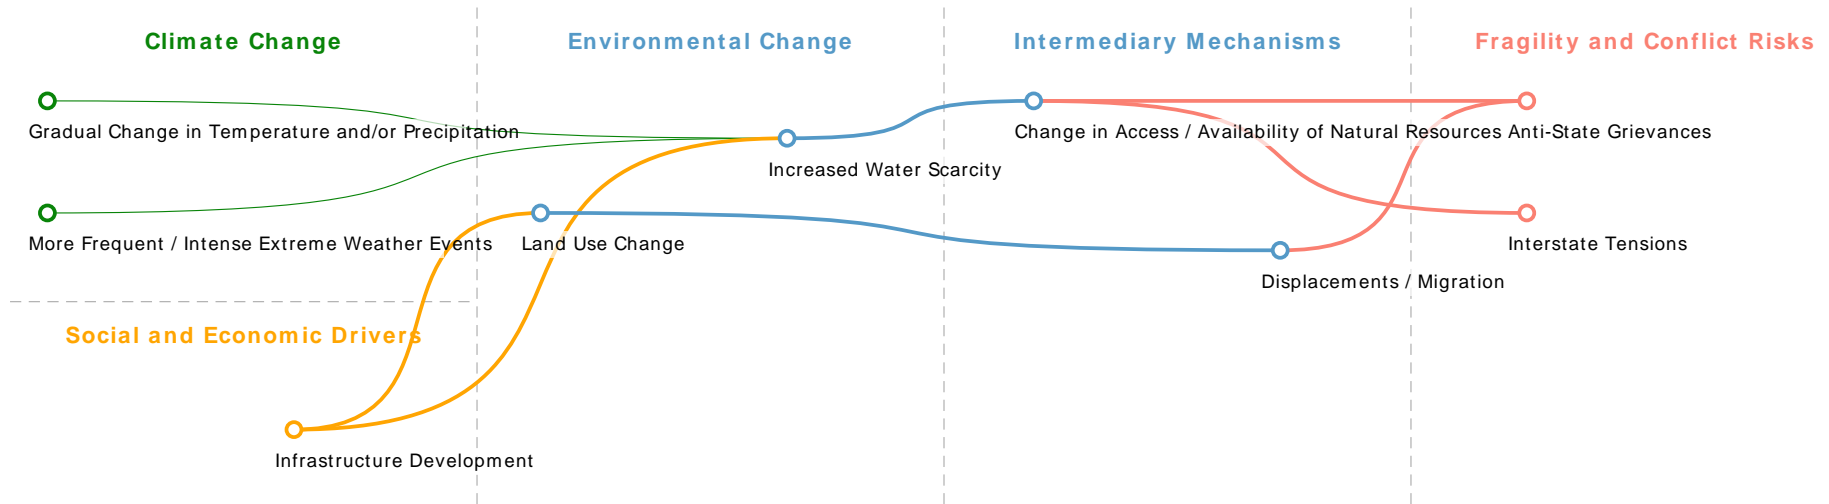 Climate Change
Environmental Change
Intermediary Mechanisms
Fragility and Conflict Risks
Gradual Change in Temperature and/or Precipitation
Change in Access / Availability of Natural Resources
Anti-State Grievances
Increased Water Scarcity
More Frequent / Intense Extreme Weather Events
Land Use Change
Interstate Tensions
Displacements / Migration
Social and Economic Drivers
Infrastructure Development